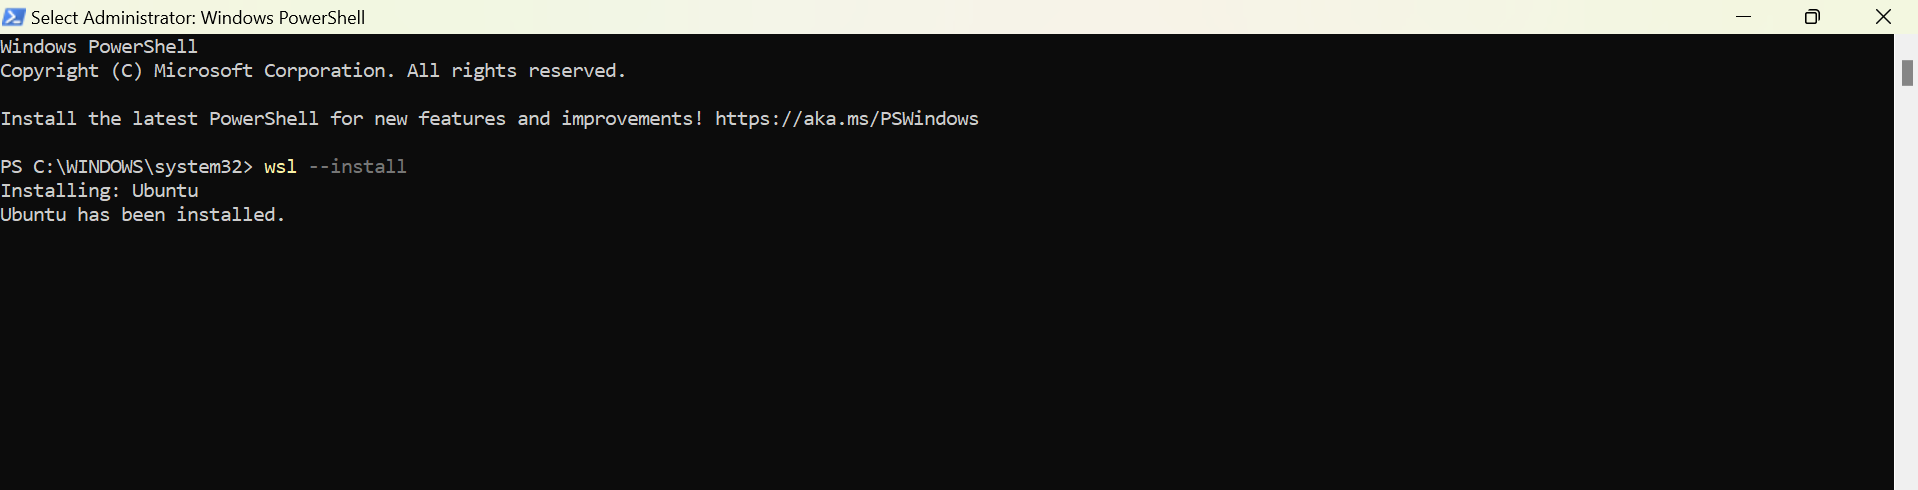 Select Administrator: Windows PowerShell
Windows PowerShell
Copyright (C) Microsoft Corporation. All rights reserved.
Install the latest PowerShell for new features and improvements! https://aka.ms/PSWindows
PS C:\WINDOWS\system32> wsl --install
Installing: Ubuntu
Ubuntu has been installed.